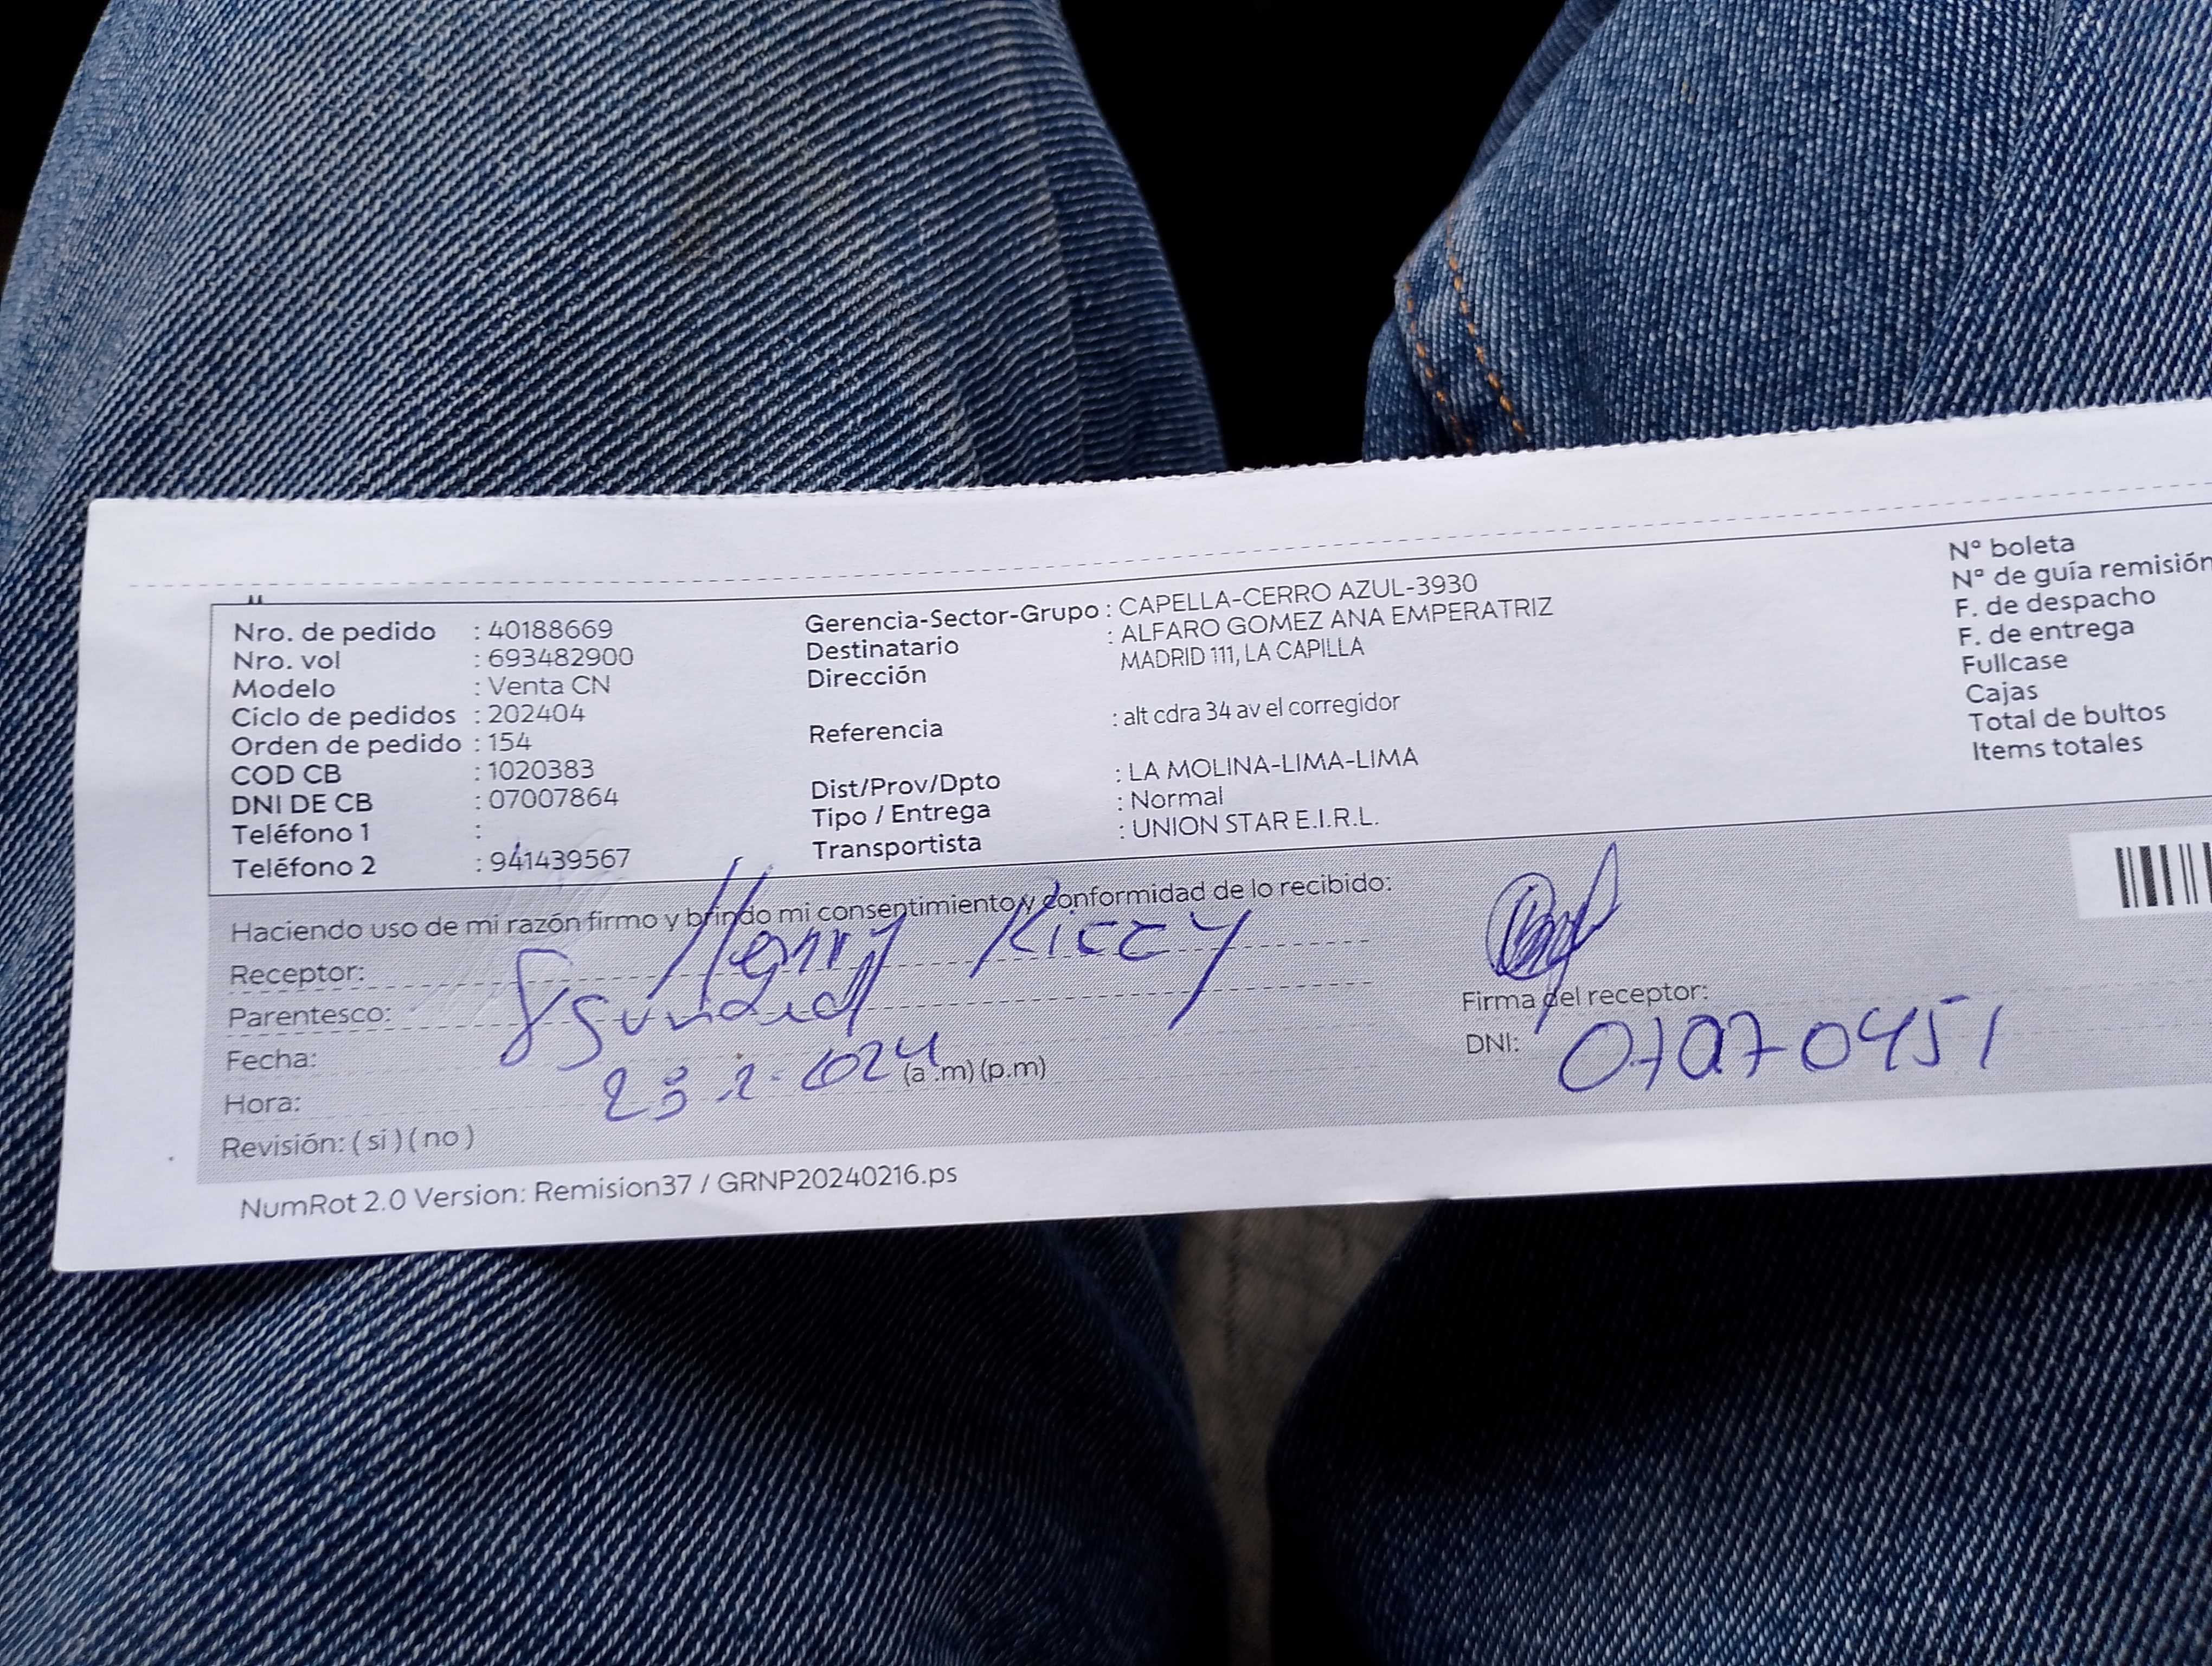 Nro. de pedido : 40188669
Nro. vol : 693482900
Modelo : Venta CN
Ciclo de pedidos : 202404
Orden de pedido : 154
COD CB : 1020383
DNI DE CB : 07007864
Teléfono 1 :
Teléfono 2 : 941439567
Gerencia-Sector-Grupo : CAPELLA-CERRO AZUL-3930
Destinatario : ALFARO GOMEZ ANA EMPERATRIZ
Dirección MADRID 111, LA CAPILLA
Referencia : alt cdra 34 av el corregidor
Dist/Prov/Dpto : LA MOLINA-LIMA-LIMA
Tipo / Entrega : Normal
Transportista : UNION STAR E.I.R.L.
N° boleta
N° de guía remisión
F. de despacho
F. de entrega
Fullcase
Cajas
Total de bultos
Items totales
Haciendo uso de mi razón firmo y brindo mi consentimiento y conformidad de lo recibido:
Receptor: Henry
Parentesco:
Fecha:
Hora: (a.m)(p.m)
Revisión: (si)(no)
Firma del receptor:
DNI:
NumRot 2.0 Version: Remision37 / GRNP20240216.ps